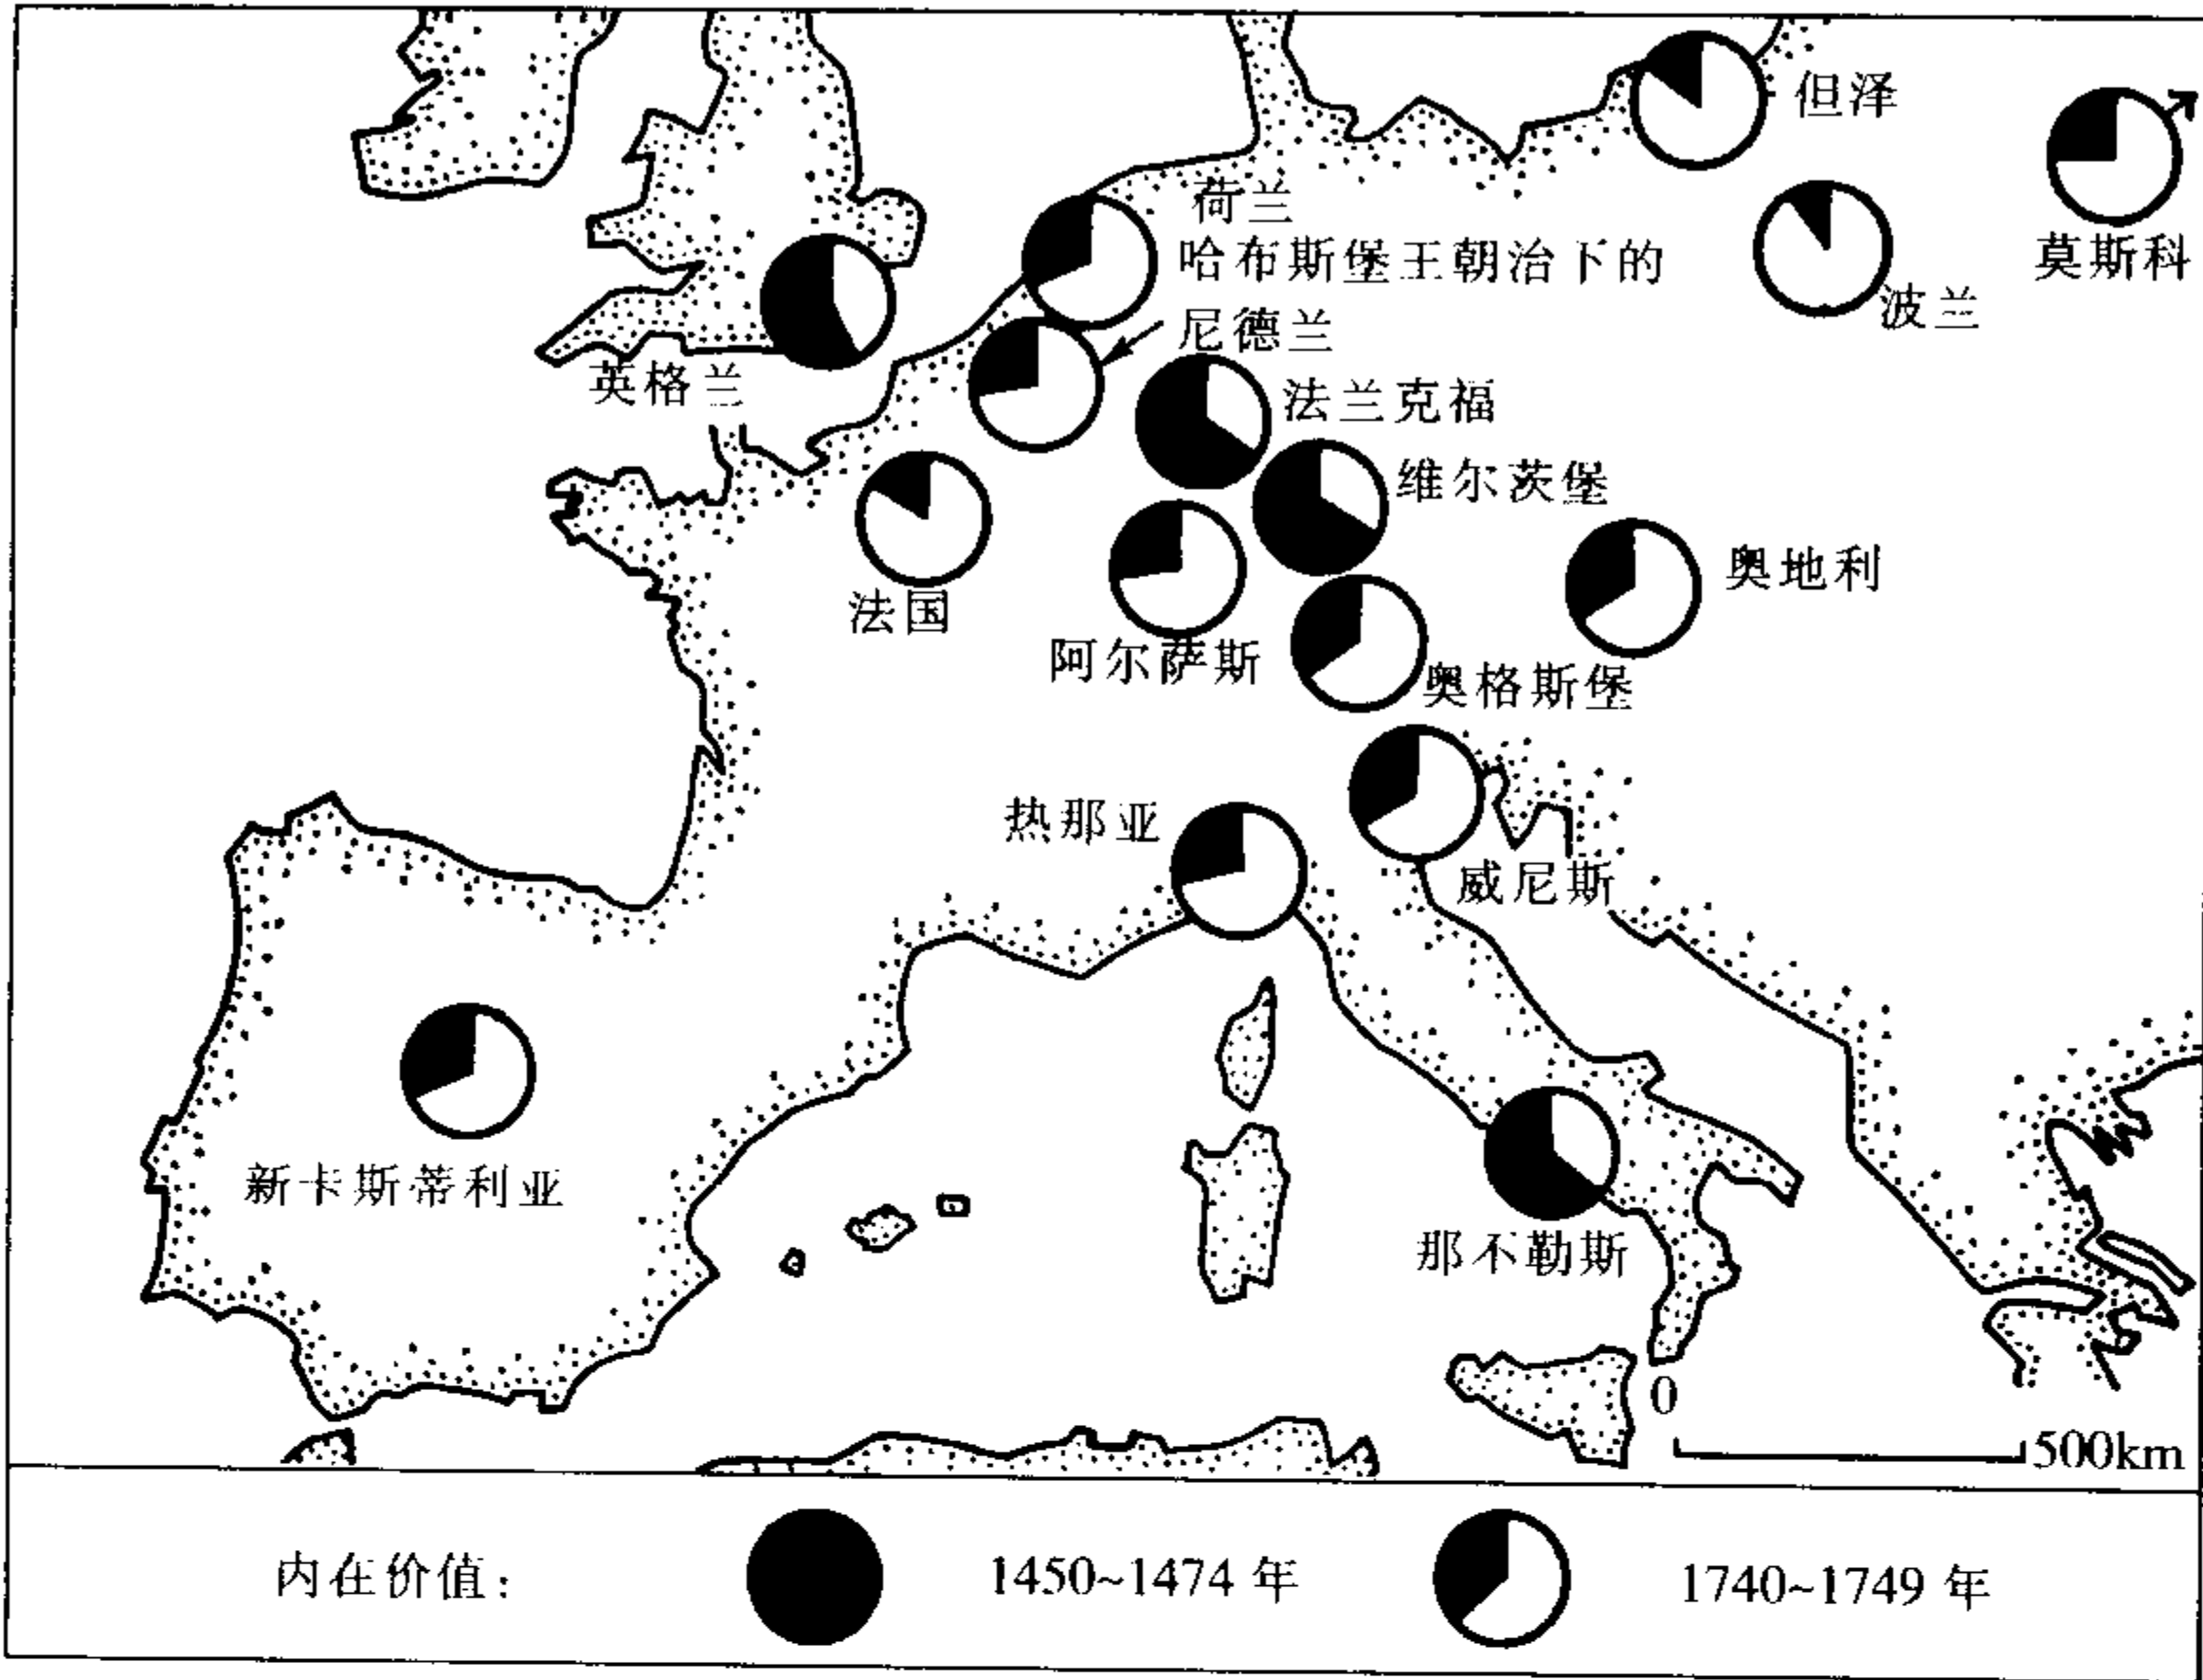 但泽
莫斯科
荷兰
哈布斯堡王朝治下的
尼德兰
波兰
英格兰
法兰克福
维尔茨堡
法国
阿尔萨斯
奥地利
奥格斯堡
热那亚
威尼斯
新卡斯蒂利亚
那不勒斯
0
500km
内在价值:
1450~1474 年
1740~1749 年